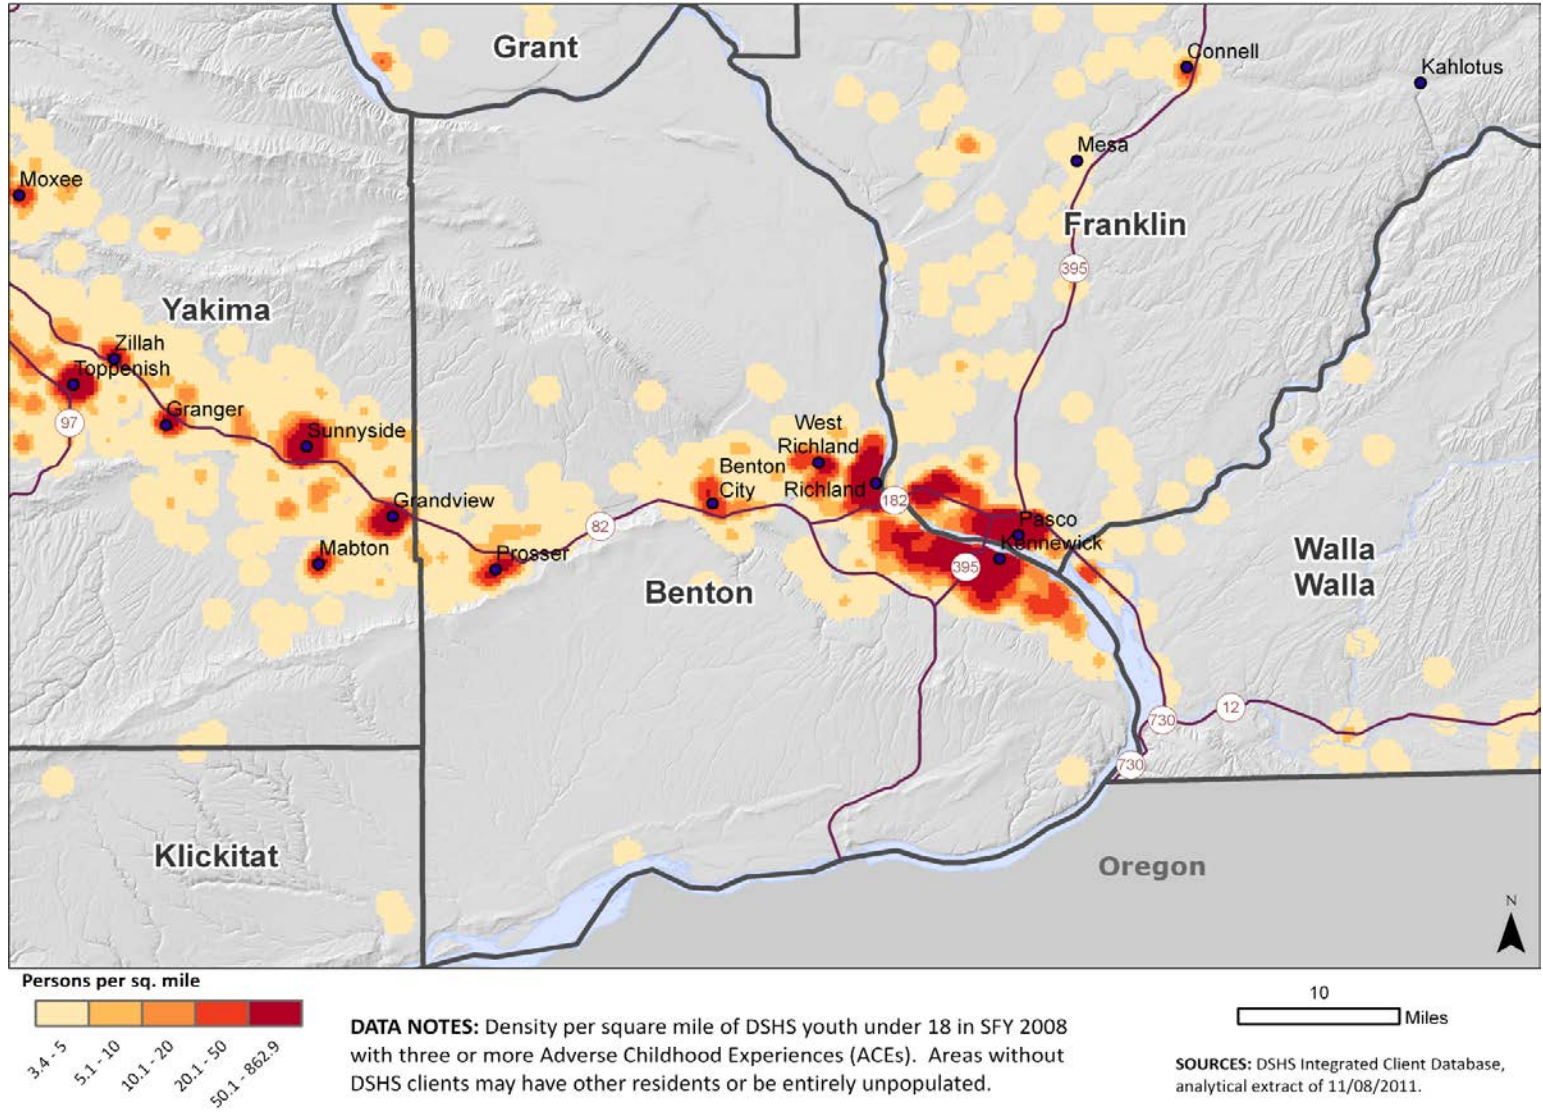 Grant
Connell
Kahlotus
Mesa
Moxee
Franklin
395
Yakima
Zillah
Toppenish
97
Granger
Sunnyside
West
Richland
Benton
City
Richland
Grandview
182
82
Pasco
Kennewick
Mabton
Prosser
395
Benton
Walla
Walla
12
730
730
Klickitat
Oregon
N
Persons per sq. mile
3.4 - 5
5.1 - 10
10.1 - 20
20.1 - 50
50.1 - 862.9
DATA NOTES: Density per square mile of DSHS youth under 18 in SFY 2008
with three or more Adverse Childhood Experiences (ACEs).  Areas without
DSHS clients may have other residents or be entirely unpopulated.
10
Miles
SOURCES: DSHS Integrated Client Database,
analytical extract of 11/08/2011.